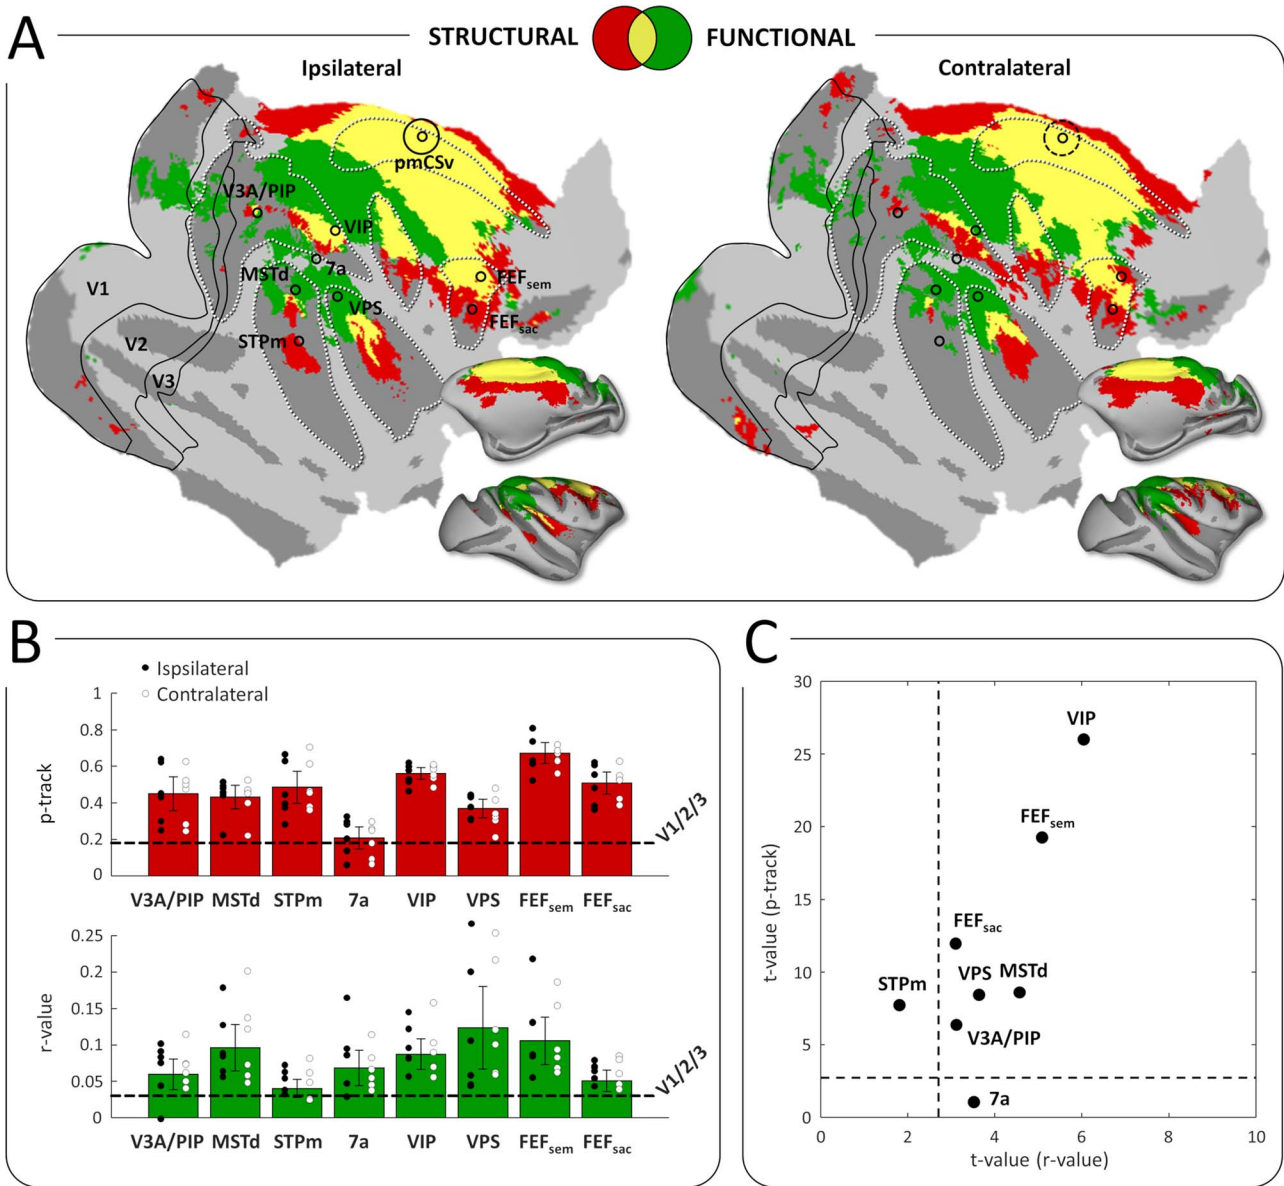 A
STRUCTURAL FUNCTIONAL
Ipsilateral
Contralateral
pmCSv
V3A/PIP
VIP
7a
MSTd
FEFsem
V1
VPS
FEFsac
V2
STPm
V3
B
Ispsilateral
Contralateral
1
0.8
0.6
0.4
0.2
0
p-track
V1/2/3
V3A/PIP MSTd STPm 7a VIP VPS FEFsem FEFsac
0.25
0.2
0.15
0.1
0.05
0
r-value
V1/2/3
V3A/PIP MSTd STPm 7a VIP VPS FEFsem FEFsac
C
30
25
20
15
10
5
0
t-value (p-track)
VIP
FEFsem
FEFsac
STPm
VPS MSTd
V3A/PIP
7a
0 2 4 6 8 10
t-value (r-value)